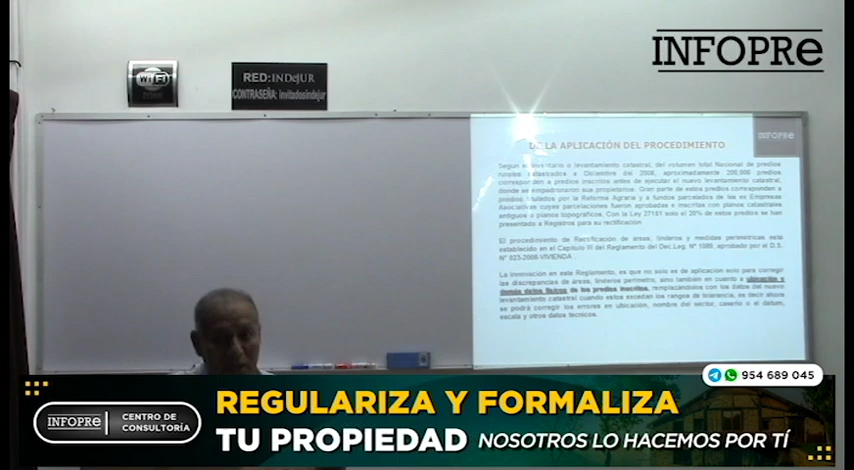 INFOPRe
WiFi
RED:INDeJUR
CONTRASEÑA: Invitadosindejur
INFOPRe
DE LA APLICACIÓN DEL PROCEDIMIENTO
Segun el inventario o levantamiento catastral, del volumen total Nacional de predios
rurales catastrados a Diciembre del 2008, aproximadamente 200,000 predios
corresponden a predios inscritos antes de ejecutar el nuevo levantamiento catastral,
donde se empadronaron sus propietarios. Gran parte de estos predios corresponden a
predios titulados por la Reforma Agraria y a fundos parcelados de las ex Empresas
Asociativas cuyas parcelaciones fueron aprobadas e inscritas con planos catastrales
antiguos o planos topográficos. Con la Ley 27161 solo el 20% de estos predios se han
presentado a Registros para su rectificación
El procedimiento de Rectificación de áreas, linderos y medidas perimétricas esta
establecido en el Capitulo III del Reglamento del Dec.Leg. N° 1089, aprobado por el D.S.
N° 023-2008-VIVIENDA .
La innovación en este Reglamento, es que no solo es de aplicación solo para corregir
las discrepancias de áreas, linderos perimetro, sino también en cuanto a ubicación y
demás datos físicos de los predios inscritos, remplazándolos con los datos del nuevo
levantamiento catastral cuando estos excedan los rangos de tolerancia, es decir ahora
se podrá corregir los errores en ubicación, nombre del sector, caserio o el datum,
escala y otros datos tecnicos.
954 689 045
INFOPRe
CENTRO DE
CONSULTORÍA
REGULARIZA Y FORMALIZA
TU PROPIEDAD NOSOTROS LO HACEMOS POR TÍ